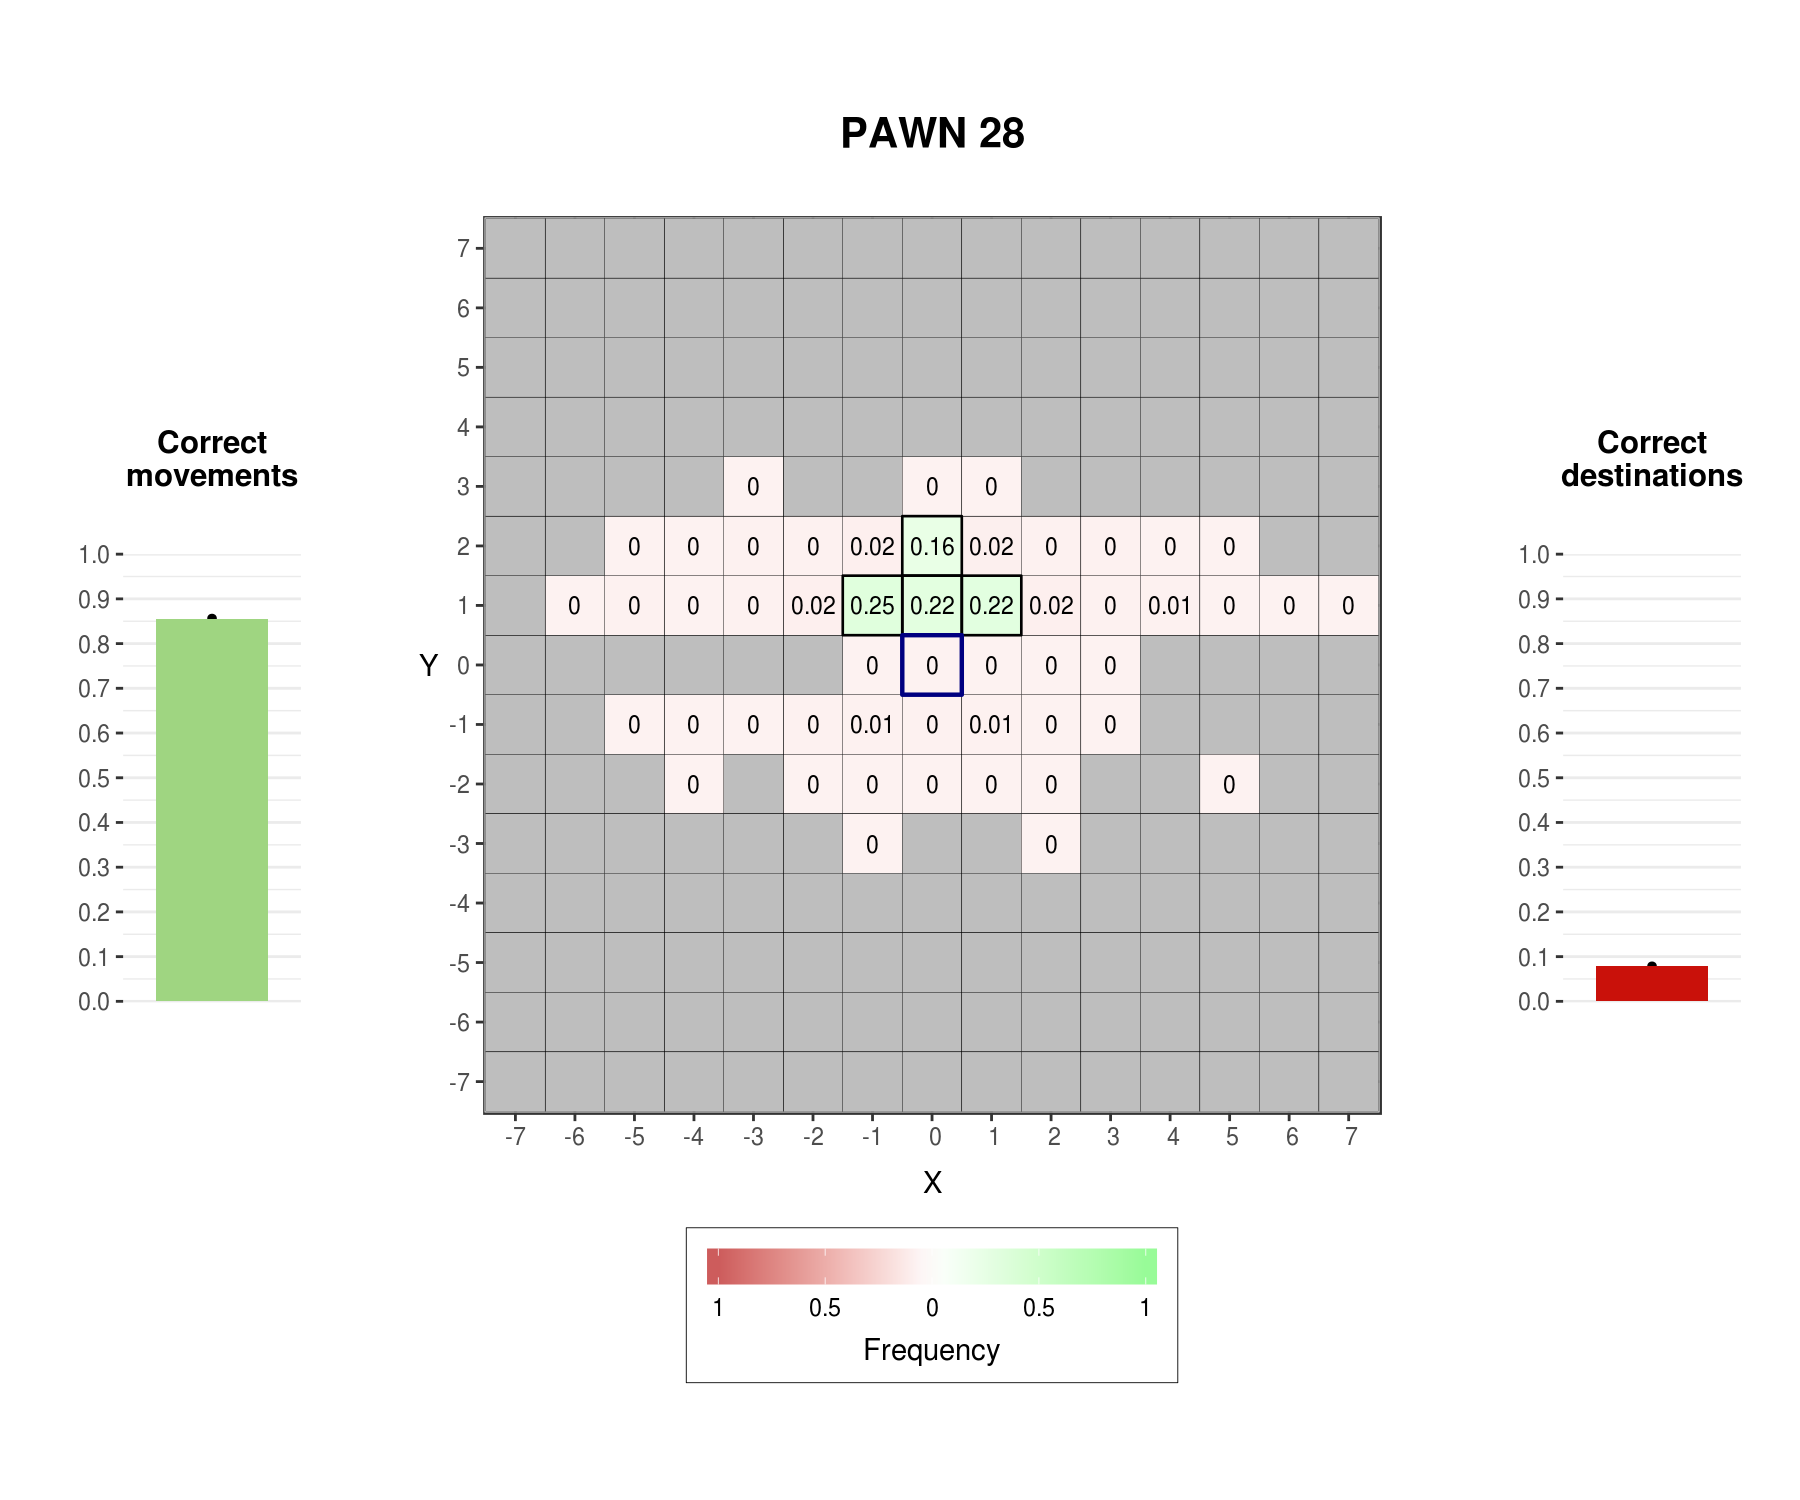 PAWN 28
Correct
movements
1.0
0.9
0.8
0.7
0.6
0.5
0.4
0.3
0.2
0.1
0.0
Y
7
6
5
4
3 0 0 0
2 0 0 0 0 0.02 0.16 0.02 0 0 0 0
1 0 0 0 0 0.02 0.25 0.22 0.22 0.02 0 0.01 0 0 0
0 0 0 0 0 0
-1 0 0 0 0 0.01 0 0.01 0 0
-2 0 0 0 0 0 0 0
-3 0 0
-4
-5
-6
-7
-7 -6 -5 -4 -3 -2 -1 0 1 2 3 4 5 6 7
X
1 0.5 0 0.5 1
Frequency
Correct
destinations
1.0
0.9
0.8
0.7
0.6
0.5
0.4
0.3
0.2
0.1
0.0